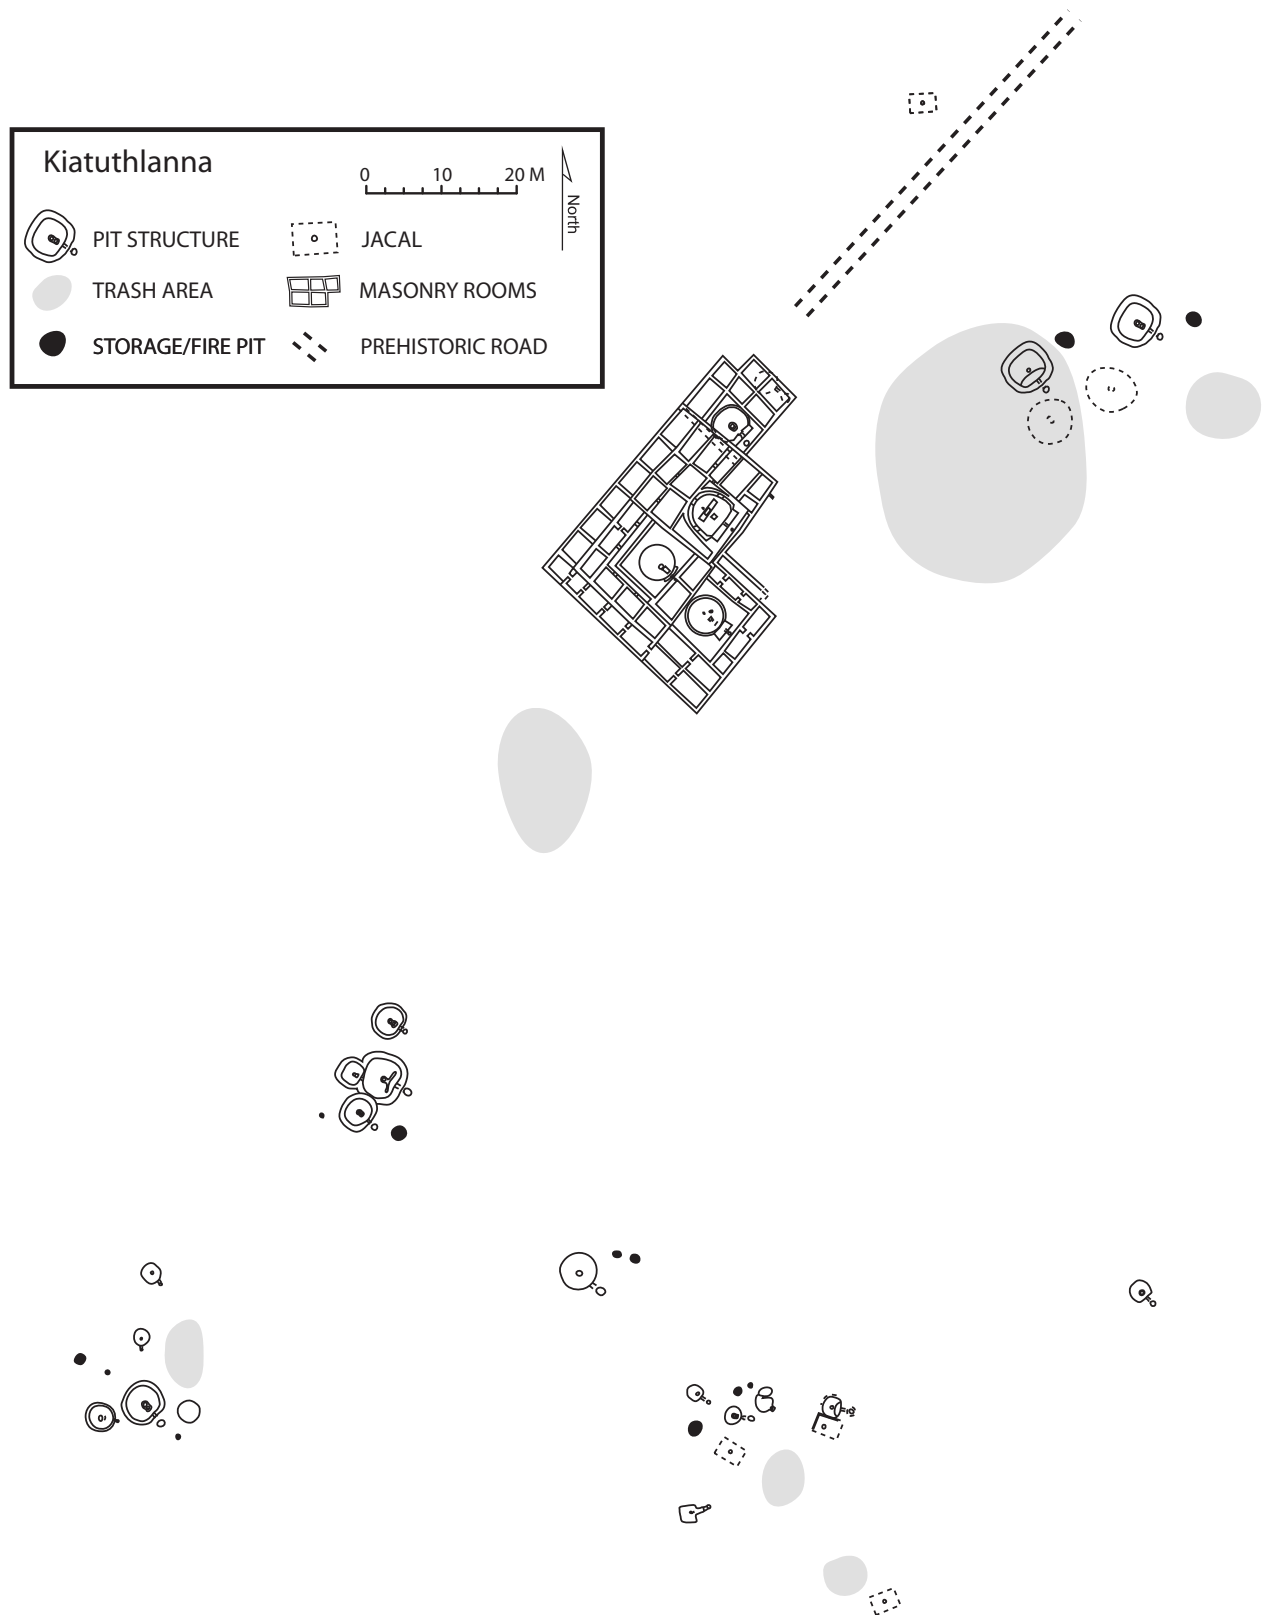 Kiatuthlanna
0 10 20 M
North
PIT STRUCTURE
JACAL
TRASH AREA
MASONRY ROOMS
STORAGE/FIRE PIT
PREHISTORIC ROAD